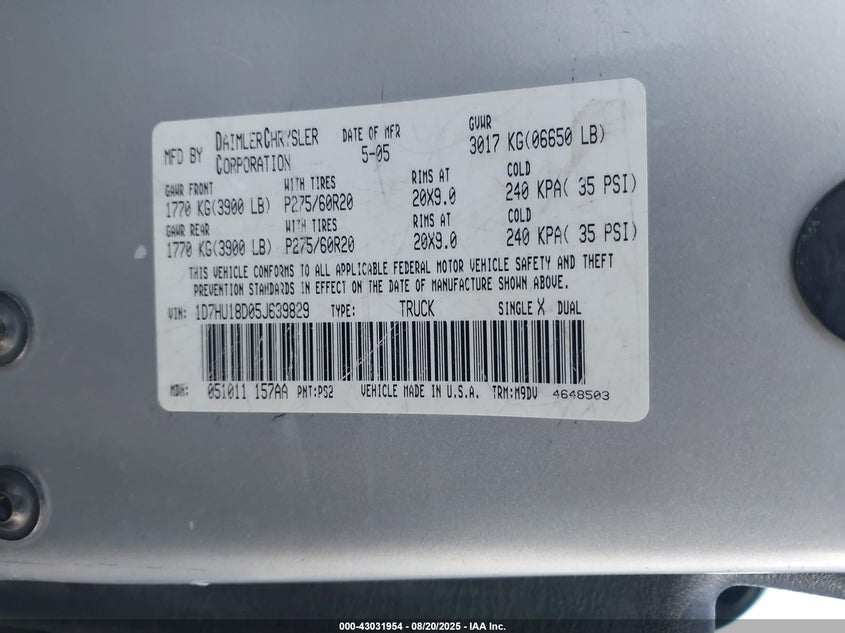 MFD BY DAIMLERCHRYSLER CORPORATION DATE OF MFR 5-05 GVWR 3017 KG(06650 LB)
GAWR FRONT WITH TIRES RIMS AT COLD
1770 KG(3900 LB) P275/60R20 20X9.0 240 KPA( 35 PSI)
GAWR REAR WITH TIRES RIMS AT COLD
1770 KG(3900 LB) P275/60R20 20X9.0 240 KPA( 35 PSI)
THIS VEHICLE CONFORMS TO ALL APPLICABLE FEDERAL MOTOR VEHICLE SAFETY AND THEFT
PREVENTION STANDARDS IN EFFECT ON THE DATE OF MANUFACTURE SHOWN ABOVE.
VIN: 1D7HU18D05J639829 TYPE: TRUCK SINGLE X DUAL
MDH: 051011 157AA PNT:PS2 VEHICLE MADE IN U.S.A. TRM:M9DV 4648503
000-43031954 - 08/20/2025 - IAA Inc.